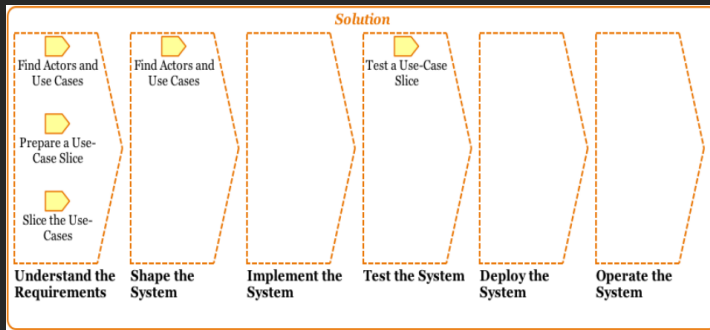 Solution
Find Actors and
Use Cases
Prepare a Use-
Case Slice
Slice the Use-
Cases
Understand the
Requirements
Find Actors and
Use Cases
Shape the
System
Implement the
System
Test a Use-Case
Slice
Test the System
Deploy the
System
Operate the
System